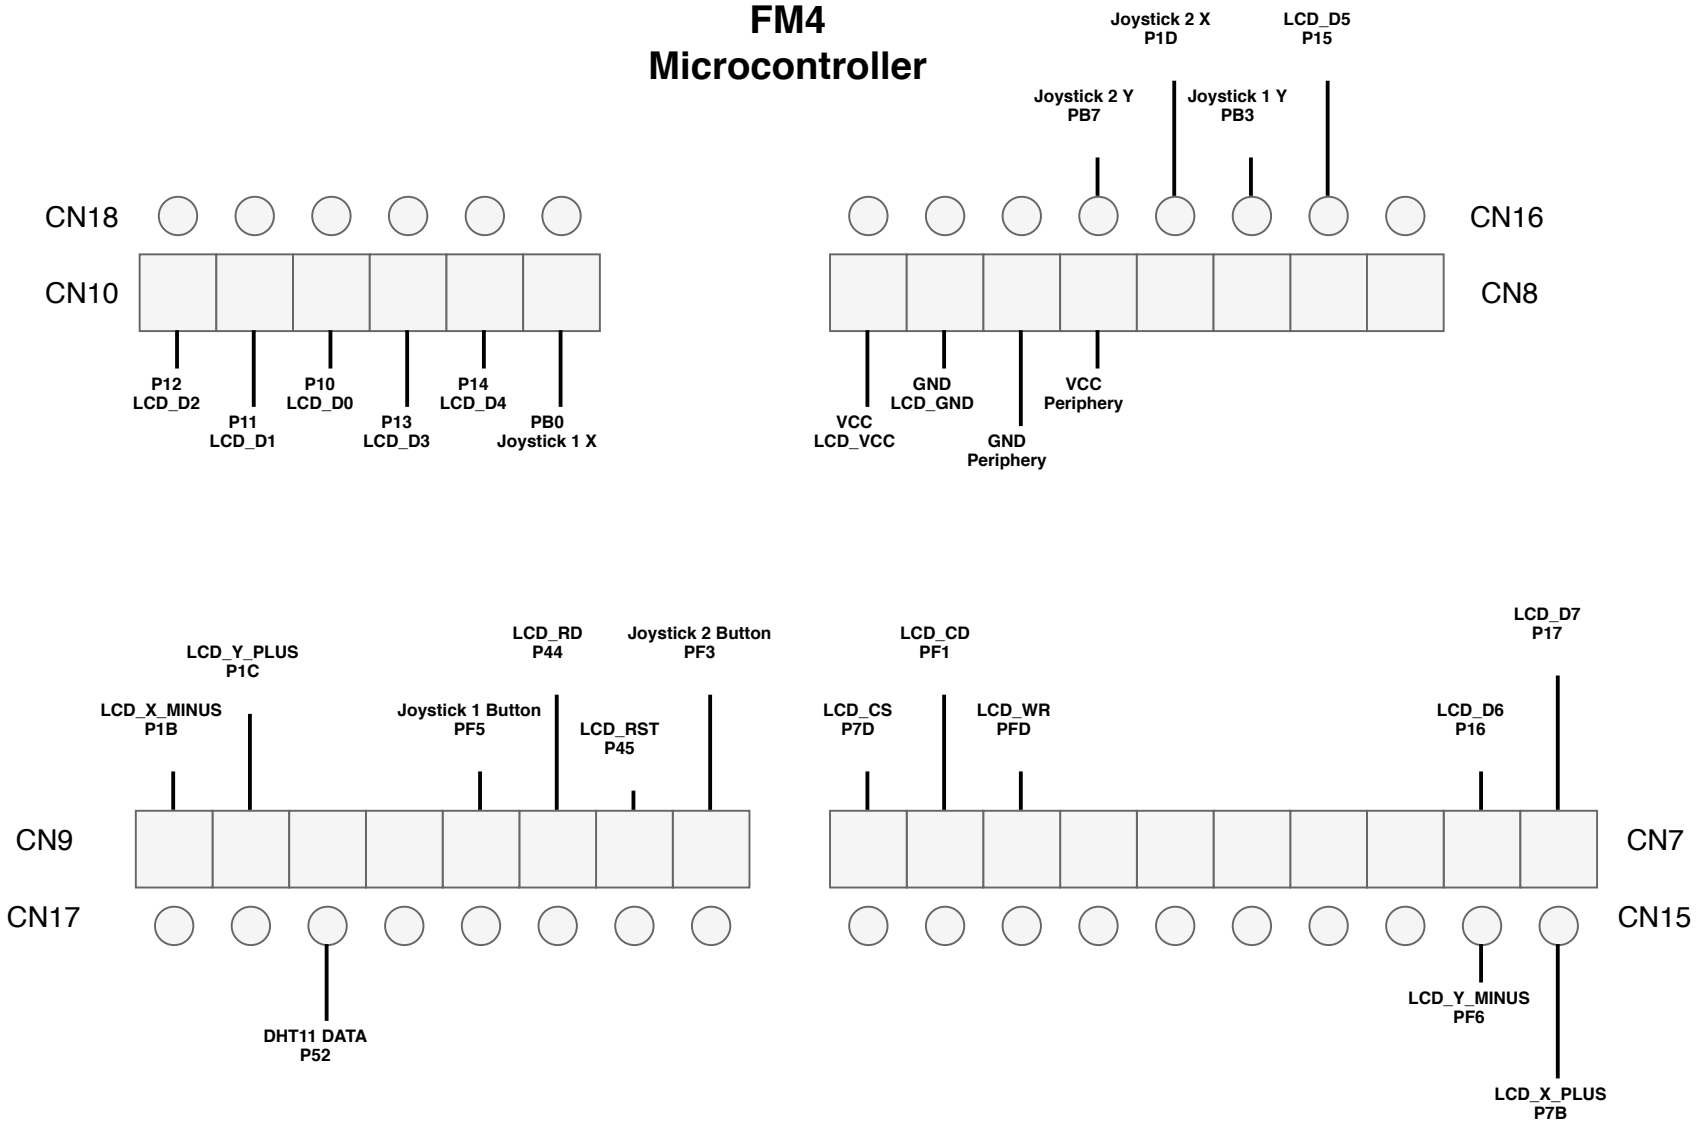 FM4
Microcontroller
Joystick 2 X
P1D
LCD_D5
P15
Joystick 2 Y
PB7
Joystick 1 Y
PB3
CN18
CN16
CN10
CN8
P12
LCD_D2
P11
LCD_D1
P10
LCD_D0
P13
LCD_D3
P14
LCD_D4
PB0
Joystick 1 X
VCC
LCD_VCC
GND
LCD_GND
GND
Periphery
VCC
Periphery
LCD_X_MINUS
P1B
LCD_Y_PLUS
P1C
Joystick 1 Button
PF5
LCD_RD
P44
LCD_RST
P45
Joystick 2 Button
PF3
LCD_CS
P7D
LCD_CD
PF1
LCD_WR
PFD
LCD_D6
P16
LCD_D7
P17
CN9
CN7
CN17
CN15
DHT11 DATA
P52
LCD_Y_MINUS
PF6
LCD_X_PLUS
P7B